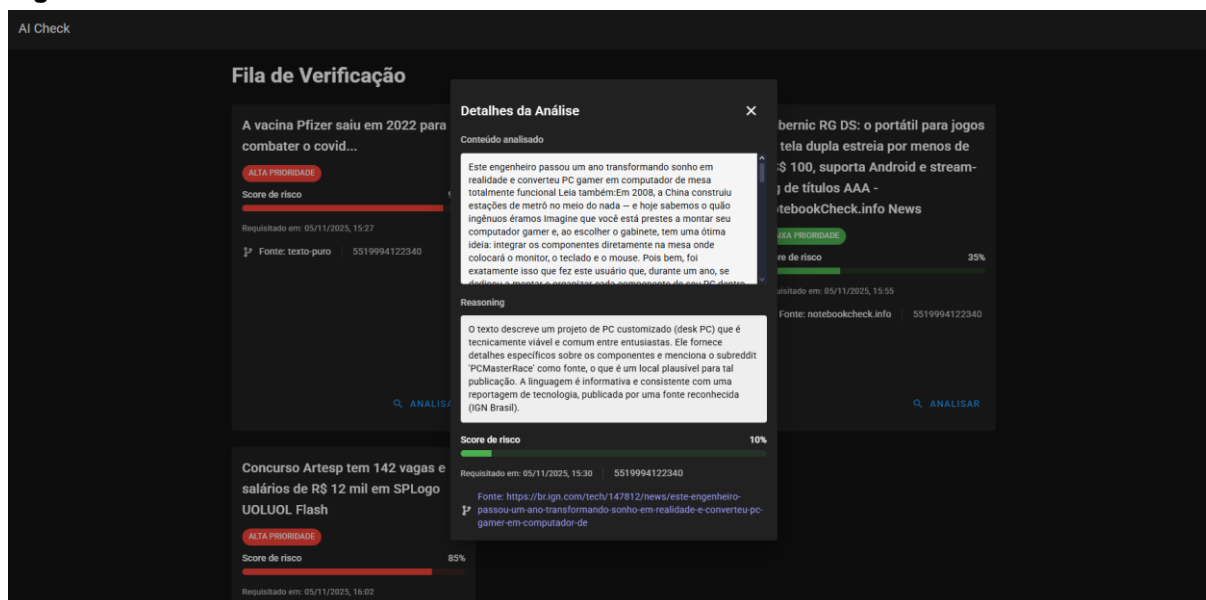 AI Check
Fila de Verificação
A vacina Pfizer saiu em 2022 para
combater o covid...
ALTA PRIORIDADE
Score de risco
Requisitado em: 05/11/2025, 15:27
Fonte: texto-puro 5519994122340
Detalhes da Análise
Conteúdo analisado
Este engenheiro passou um ano transformando sonho em
realidade e converteu PC gamer em computador de mesa
totalmente funcional Leia também:Em 2008, a China construiu
estações de metrô no meio do nada — e hoje sabemos o quão
ingênuos éramos Imagine que você está prestes a montar seu
computador gamer e, ao escolher o gabinete, tem uma ótima
ideia: integrar os componentes diretamente na mesa onde
colocará o monitor, o teclado e o mouse. Pois bem, foi
exatamente isso que fez este usuário que, durante um ano, se
dedicou a montar e organizar cada componente do seu PC dentro
Reasoning
O texto descreve um projeto de PC customizado (desk PC) que é
tecnicamente viável e comum entre entusiastas. Ele fornece
detalhes específicos sobre os componentes e menciona o subreddit
'PCMasterRace' como fonte, o que é um local plausível para tal
publicação. A linguagem é informativa e consistente com uma
reportagem de tecnologia, publicada por uma fonte reconhecida
(IGN Brasil).
Score de risco 10%
Requisitado em: 05/11/2025, 15:30 5519994122340
Fonte: https://br.ign.com/tech/147812/news/este-engenheiro-
passou-um-ano-transformando-sonho-em-realidade-e-converteu-pc-
gamer-em-computador-de
bernic RG DS: o portátil para jogos
tela dupla estreia por menos de
$ 100, suporta Android e stream-
g de títulos AAA -
otebookCheck.info News
IXA PRIORIDADE
re de risco 35%
uisitado em: 05/11/2025, 15:55
Fonte: notebookcheck.info 5519994122340
ANALISA
ANALISAR
Concurso Artesp tem 142 vagas e
salários de R$ 12 mil em SPLogo
UOLUOL Flash
ALTA PRIORIDADE
Score de risco 85%
Requisitado em: 05/11/2025, 16:02